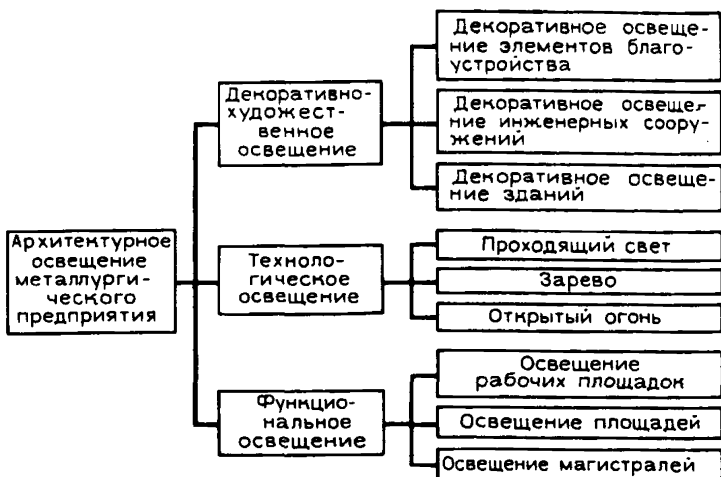 Архитектурное
освещение
металлурги-
ческого
предприятия
Декоративно-
художест-
венное
освещение
Декоративное освеще-
ние элементов благо-
устройства
Декоративное освеще-
ние инженерных соору-
жений
Декоративное освеще-
ние зданий
Техноло-
гическое
освещение
Проходящий свет
Зарево
Открытый огонь
Функцио-
нальное
освещение
Освещение
рабочих площадок
Освещение площадей
Освещение магистралей